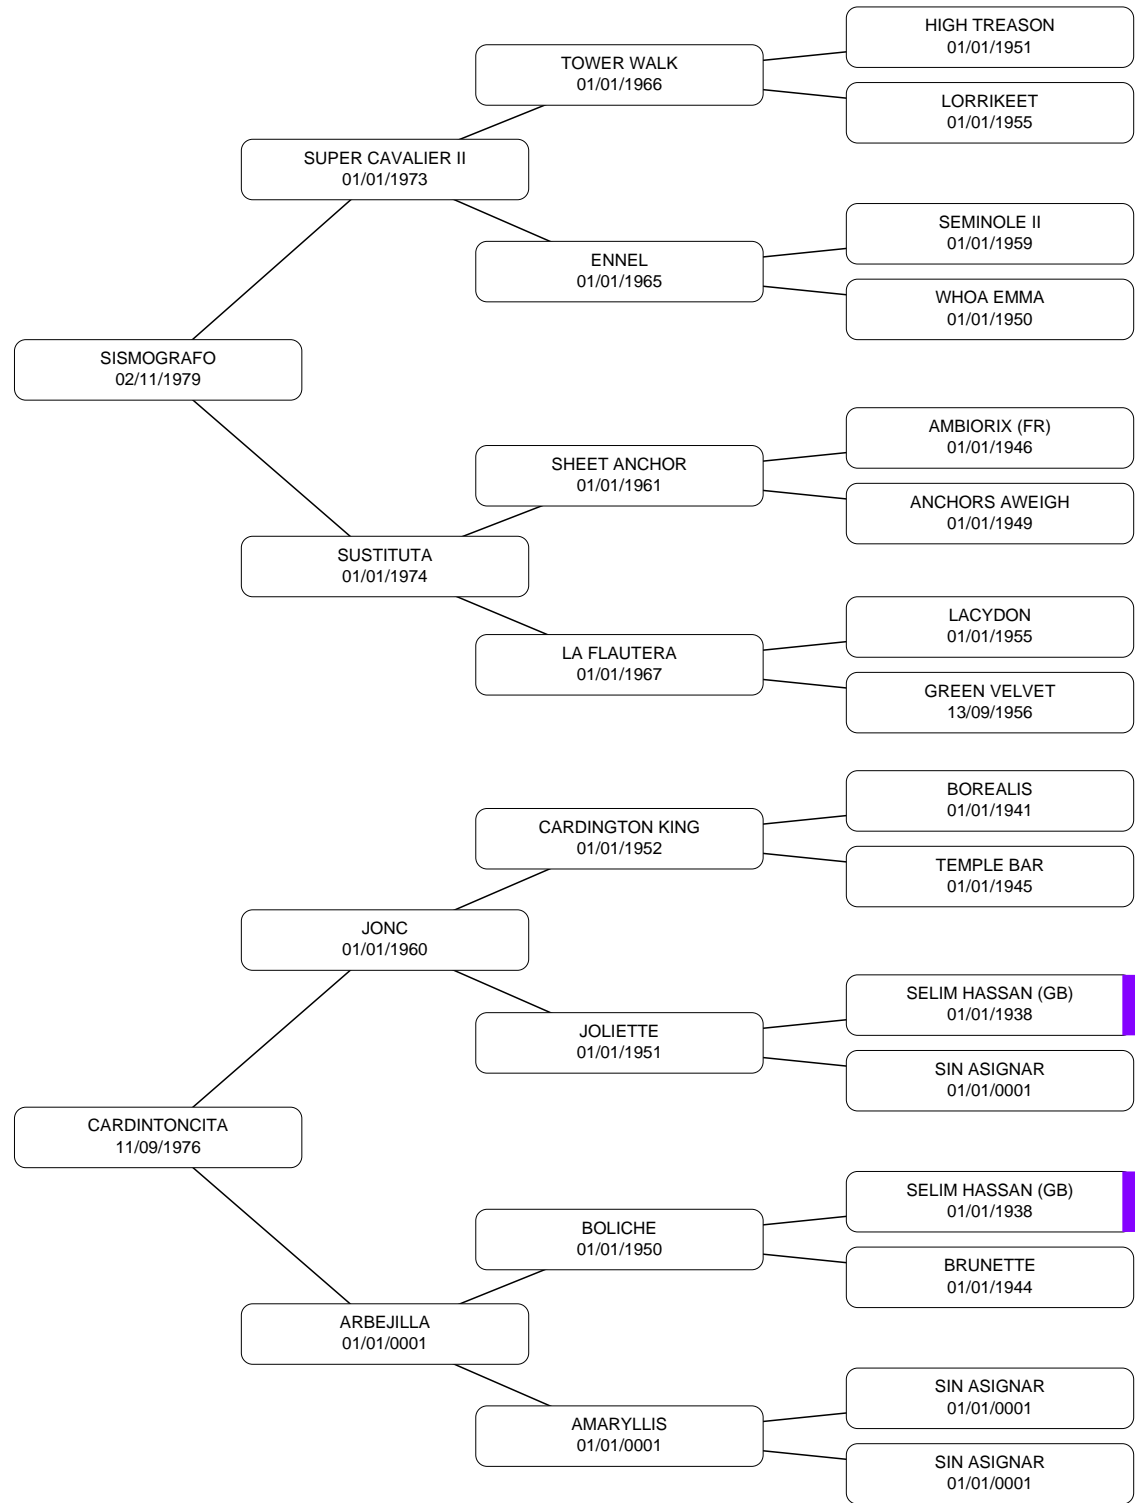 HIGH TREASON
01/01/1951
TOWER WALK
01/01/1966
LORRIKEET
01/01/1955
SUPER CAVALIER II
01/01/1973
SEMINOLE II
01/01/1959
ENNEL
01/01/1965
WHOA EMMA
01/01/1950
SISMOGRAFO
02/11/1979
AMBIORIX (FR)
01/01/1946
SHEET ANCHOR
01/01/1961
ANCHORS AWEIGH
01/01/1949
SUSTITUTA
01/01/1974
LACYDON
01/01/1955
LA FLAUTERA
01/01/1967
GREEN VELVET
13/09/1956
BOREALIS
01/01/1941
CARDINGTON KING
01/01/1952
TEMPLE BAR
01/01/1945
JONC
01/01/1960
SELIM HASSAN (GB)
01/01/1938
JOLIETTE
01/01/1951
SIN ASIGNAR
01/01/0001
CARDINTONCITA
11/09/1976
SELIM HASSAN (GB)
01/01/1938
BOLICHE
01/01/1950
BRUNETTE
01/01/1944
ARBEJILLA
01/01/0001
SIN ASIGNAR
01/01/0001
AMARYLLIS
01/01/0001
SIN ASIGNAR
01/01/0001